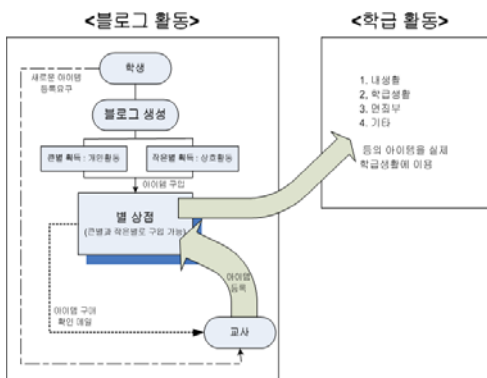 <블로그 활동>
<학급 활동>
학생
새로운 아이템
등록요구
블로그 생성
큰별 획득 : 개인활동
작은별 획득 : 상호활동
아이템 구입
별 상점
(큰별과 작은별로 구입 가능)
아이템
등록
아이템 구매
확인 메일
교사
1. 내생활
2. 학급생활
3. 면죄부
4. 기타
등의 아이템을 실제
학급생활에 이용